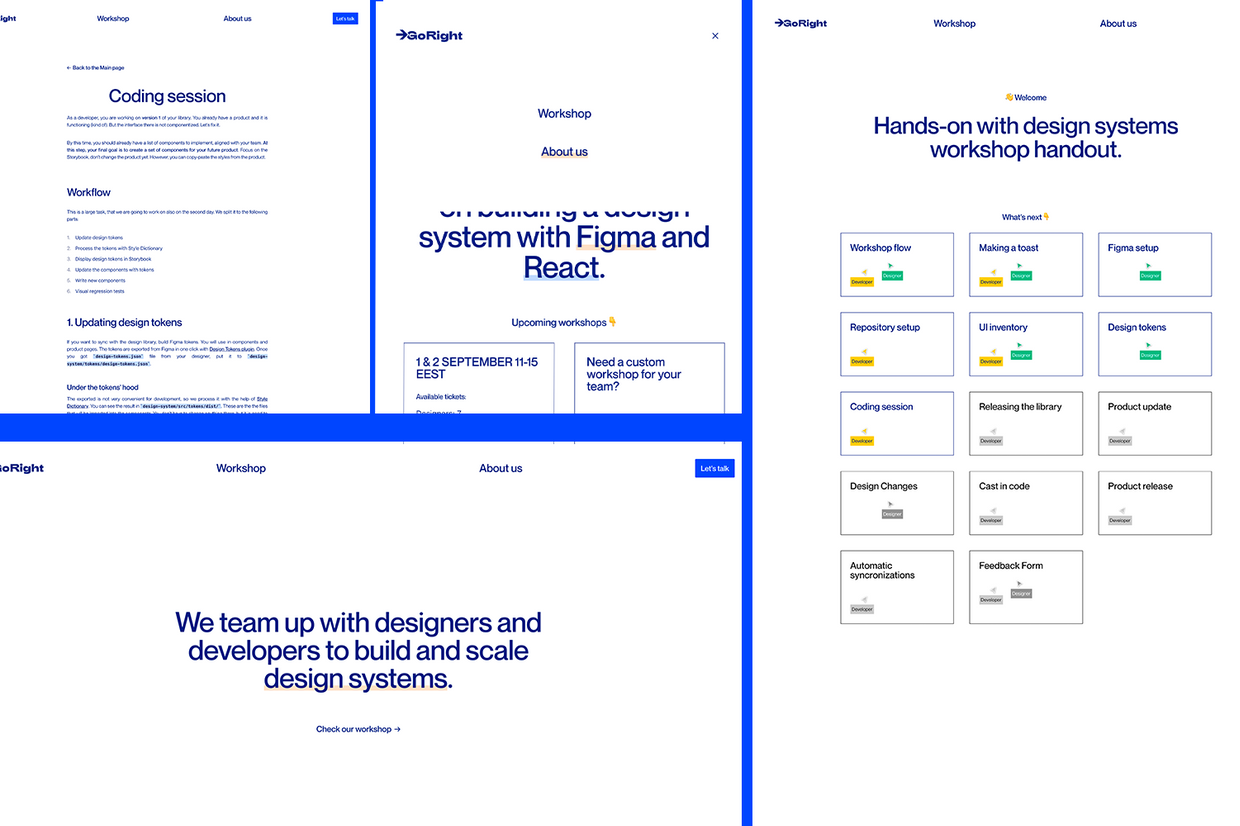 ight
Workshop
About us
Let's talk
← Back to the Main page
Coding session
As a developer, you are working on version 1 of your library. You already have a product and it is
functioning (kind of). But the interface there is not componentized. Let's fix it.
By this time, you should already have a list of components to implement, aligned with your team. At
this step, your final goal is to create a set of components for your future product. Focus on the
Storybook, don't change the product yet. However, you can copy-paste the styles from the product.
Workflow
This is a large task, that we are going to work on also on the second day. We split it to the following
parts.
1. Update design tokens
2. Process the tokens with Style Dictionary
3. Display design tokens in Storybook
4. Update the components with tokens
5. Write new components
6. Visual regression tests
1. Updating design tokens
If you want to sync with the design library, build Figma tokens. You will use in components and
product pages. The tokens are exported from Figma in one click with Design Tokens plugin. Once
you got `design-tokens.json` file from your designer, put it to `design-
system/tokens/design-tokens.json`.
Under the tokens' hood
The exported is not very convenient for development, so we process it with the help of Style
Dictionary. You can see the result in `design-system/src/tokens/dist/`. These are the the files
→GoRight
×
Workshop
About us
on building a design
system with Figma and
React.
Upcoming workshops 👇
1 & 2 SEPTEMBER 11-15
EEST
Available tickets:
Designers: 7
Need a custom
workshop for your
team?
GoRight
Workshop
About us
Let's talk
We team up with designers and
developers to build and scale
design systems.
Check our workshop →
→GoRight
Workshop
About us
👋 Welcome
Hands-on with design systems
workshop handout.
What's next 👇
Workshop flow
Developer
Designer
Making a toast
Developer
Designer
Figma setup
Designer
Repository setup
Developer
UI inventory
Developer
Designer
Design tokens
Designer
Coding session
Developer
Releasing the library
Developer
Product update
Developer
Design Changes
Designer
Cast in code
Developer
Product release
Developer
Automatic
syncronizations
Developer
Feedback Form
Developer
Designer